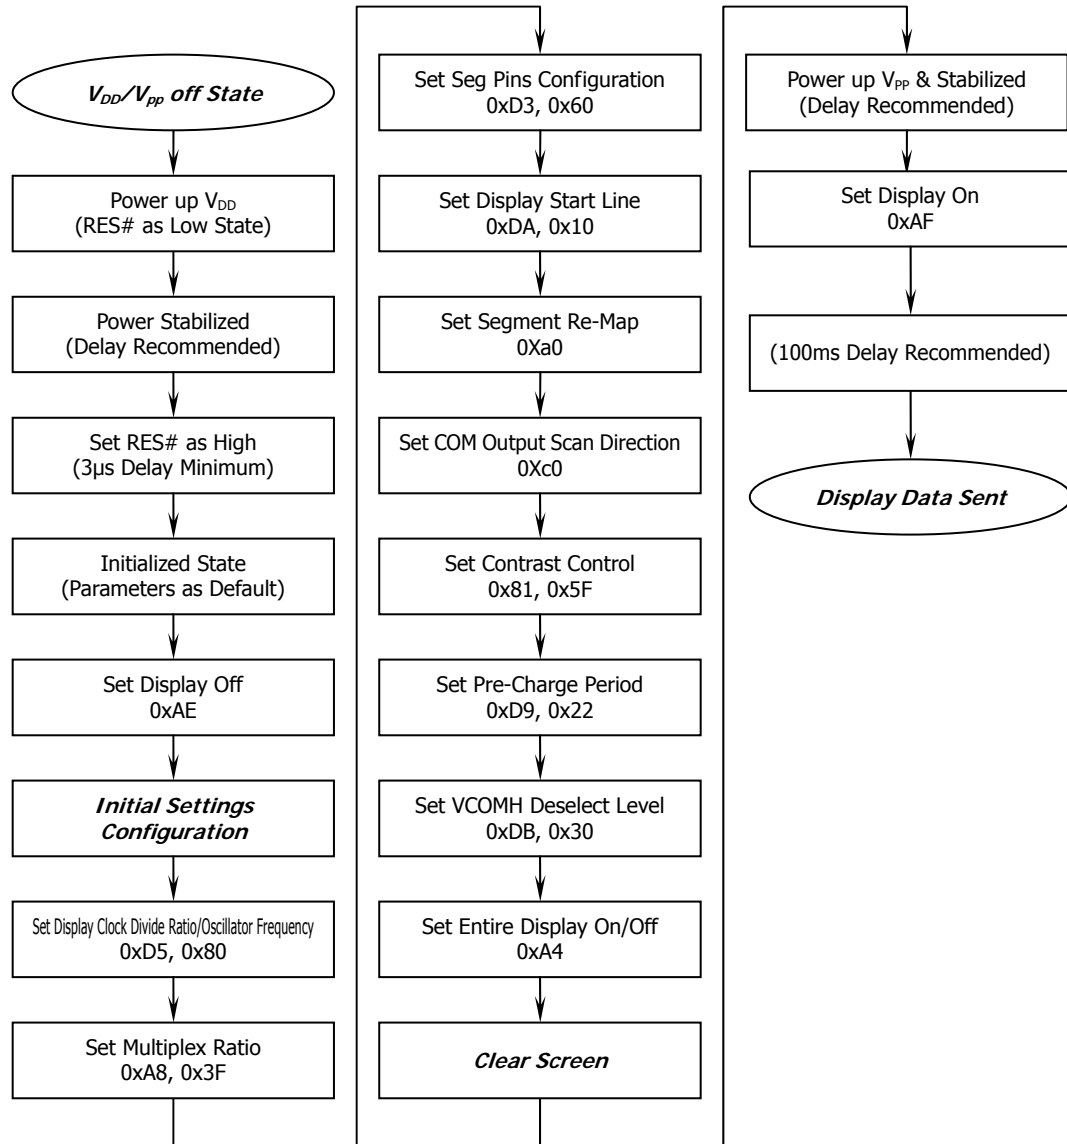 V_DD/V_pp off State
Power up V_DD
(RES# as Low State)
Power Stabilized
(Delay Recommended)
Set RES# as High
(3μs Delay Minimum)
Initialized State
(Parameters as Default)
Set Display Off
0xAE
Initial Settings
Configuration
Set Display Clock Divide Ratio/Oscillator Frequency
0xD5, 0x80
Set Multiplex Ratio
0xA8, 0x3F
Set Seg Pins Configuration
0xD3, 0x60
Set Display Start Line
0xDA, 0x10
Set Segment Re-Map
0Xa0
Set COM Output Scan Direction
0Xc0
Set Contrast Control
0x81, 0x5F
Set Pre-Charge Period
0xD9, 0x22
Set VCOMH Deselect Level
0xDB, 0x30
Set Entire Display On/Off
0xA4
Clear Screen
Power up V_PP & Stabilized
(Delay Recommended)
Set Display On
0xAF
(100ms Delay Recommended)
Display Data Sent